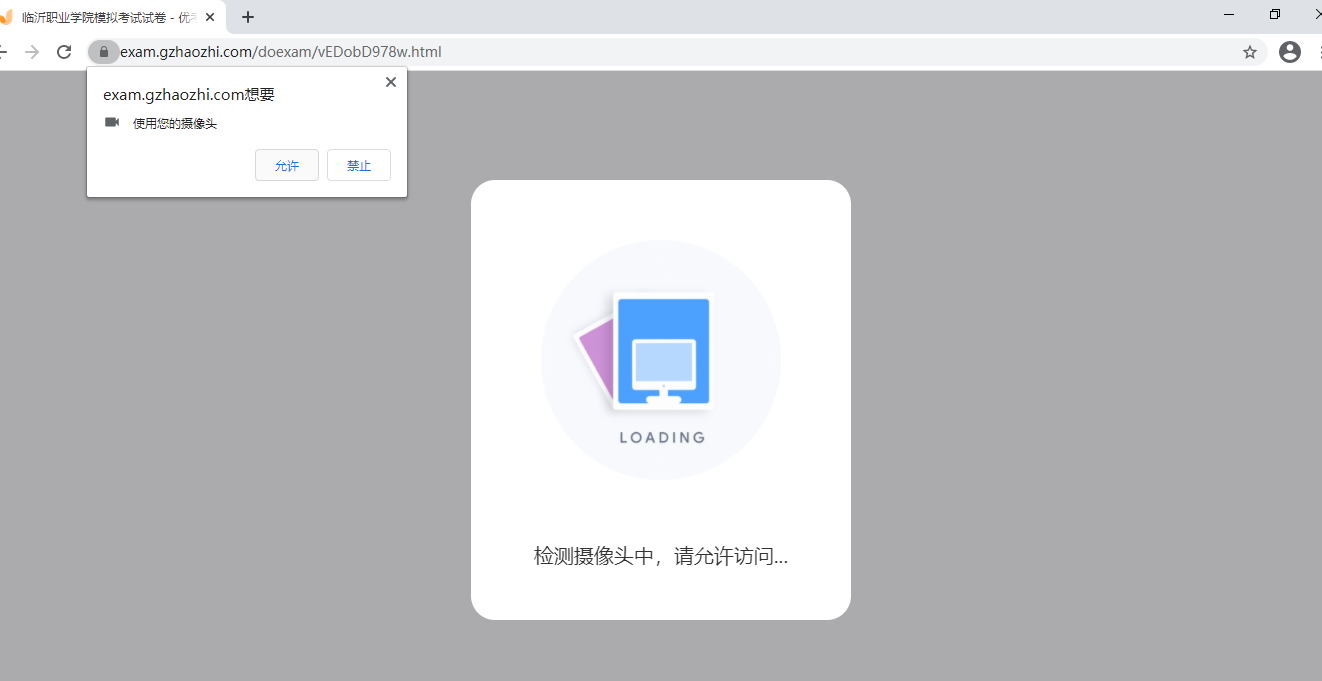 临沂职业学院模拟考试试卷 - 优考
exam.gzhaozhi.com/doexam/vEDobD978w.html
exam.gzhaozhi.com想要
使用您的摄像头
允许 禁止
LOADING
检测摄像头中，请允许访问...